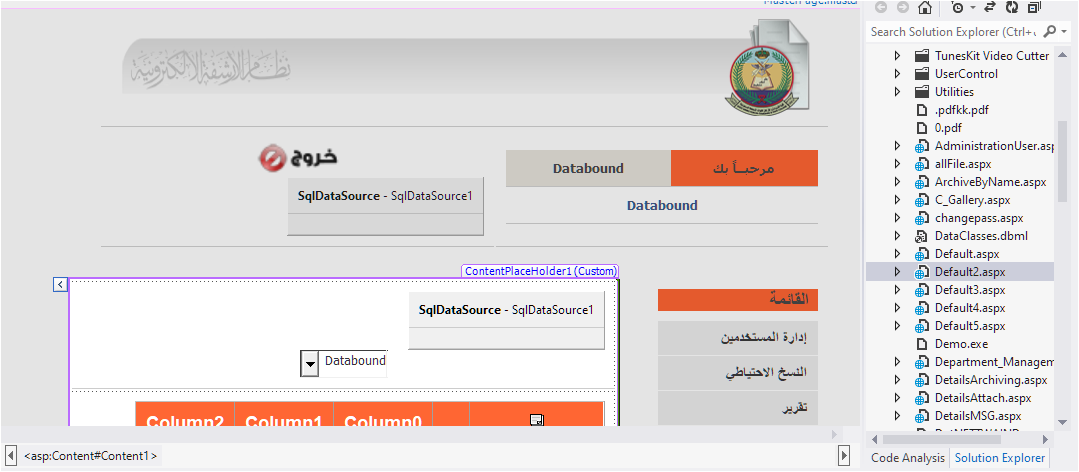 MasterPage.master
نظام الأرشفة الالكترونية
خروج
SqlDataSource - SqlDataSource1
Databound
مرحبــاً بك
Databound
ContentPlaceHolder1 (Custom)
SqlDataSource - SqlDataSource1
Databound
Column2
Column1
Column0
القائمة
إدارة المستخدمين
النسخ الاحتياطي
تقرير
<asp:Content#Content1>
Search Solution Explorer (Ctrl+
TunesKit Video Cutter
UserControl
Utilities
.pdfkk.pdf
0.pdf
AdministrationUser.asp
allFile.aspx
ArchiveByName.aspx
C_Gallery.aspx
changepass.aspx
DataClasses.dbml
Default.aspx
Default2.aspx
Default3.aspx
Default4.aspx
Default5.aspx
Demo.exe
Department_Managem
DetailsArchiving.aspx
DetailsAttach.aspx
DetailsMSG.aspx
Code Analysis
Solution Explorer